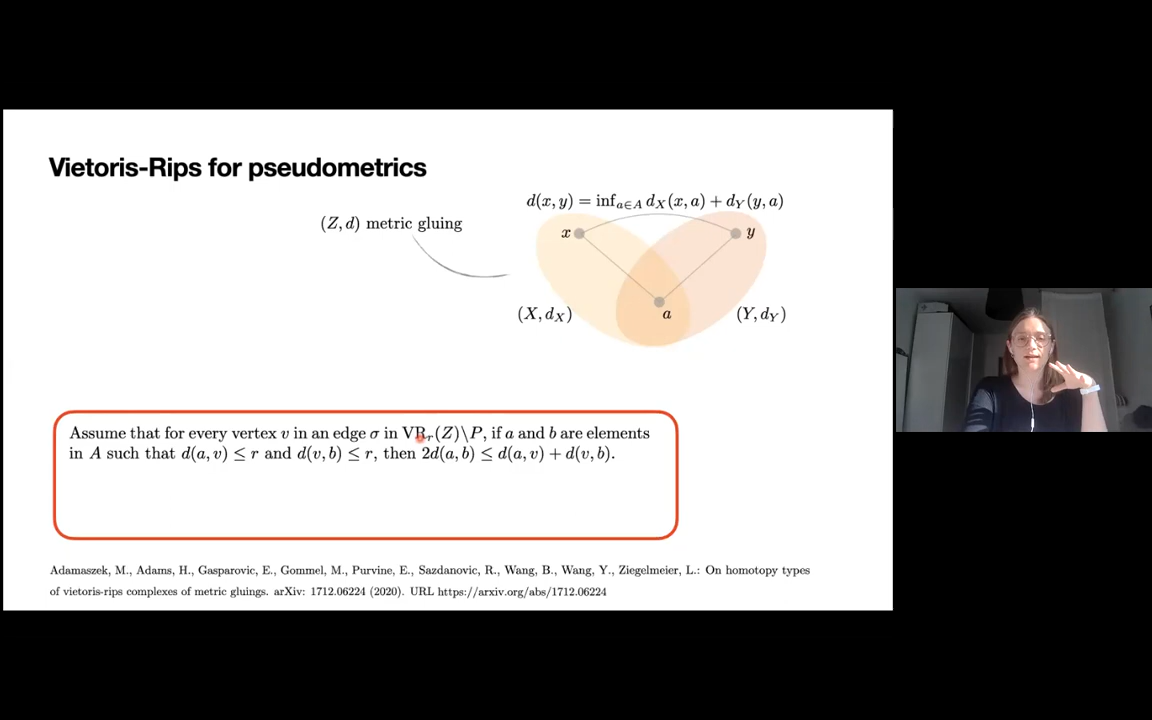 Vietoris-Rips for pseudometrics
d(x, y) = inf_{a∈A} d_X(x, a) + d_Y(y, a)
(Z, d) metric gluing
x
y
(X, d_X)
a
(Y, d_Y)
Assume that for every vertex v in an edge σ in VR_r(Z)\P, if a and b are elements
in A such that d(a, v) ≤ r and d(v, b) ≤ r, then 2d(a, b) ≤ d(a, v) + d(v, b).
Adamaszek, M., Adams, H., Gasparovic, E., Gommel, M., Purvine, E., Sazdanovic, R., Wang, B., Wang, Y., Ziegelmeier, L.: On homotopy types
of vietoris-rips complexes of metric gluings. arXiv: 1712.06224 (2020). URL https://arxiv.org/abs/1712.06224